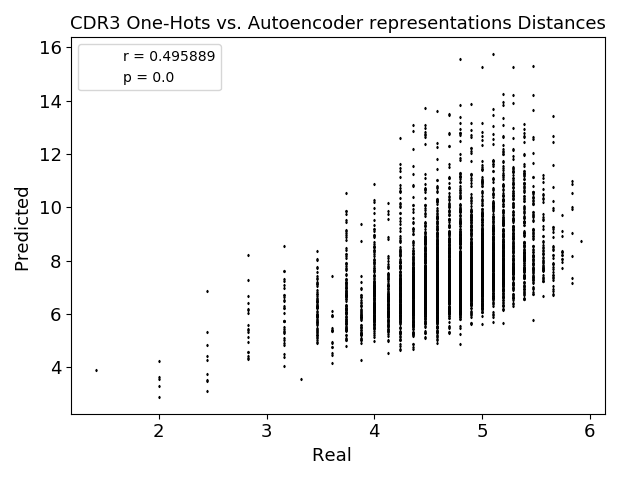 CDR3 One-Hots vs. Autoencoder representations Distances
r = 0.495889
p = 0.0
16
14
12
10
8
6
4
Predicted
2 3 4 5 6
Real